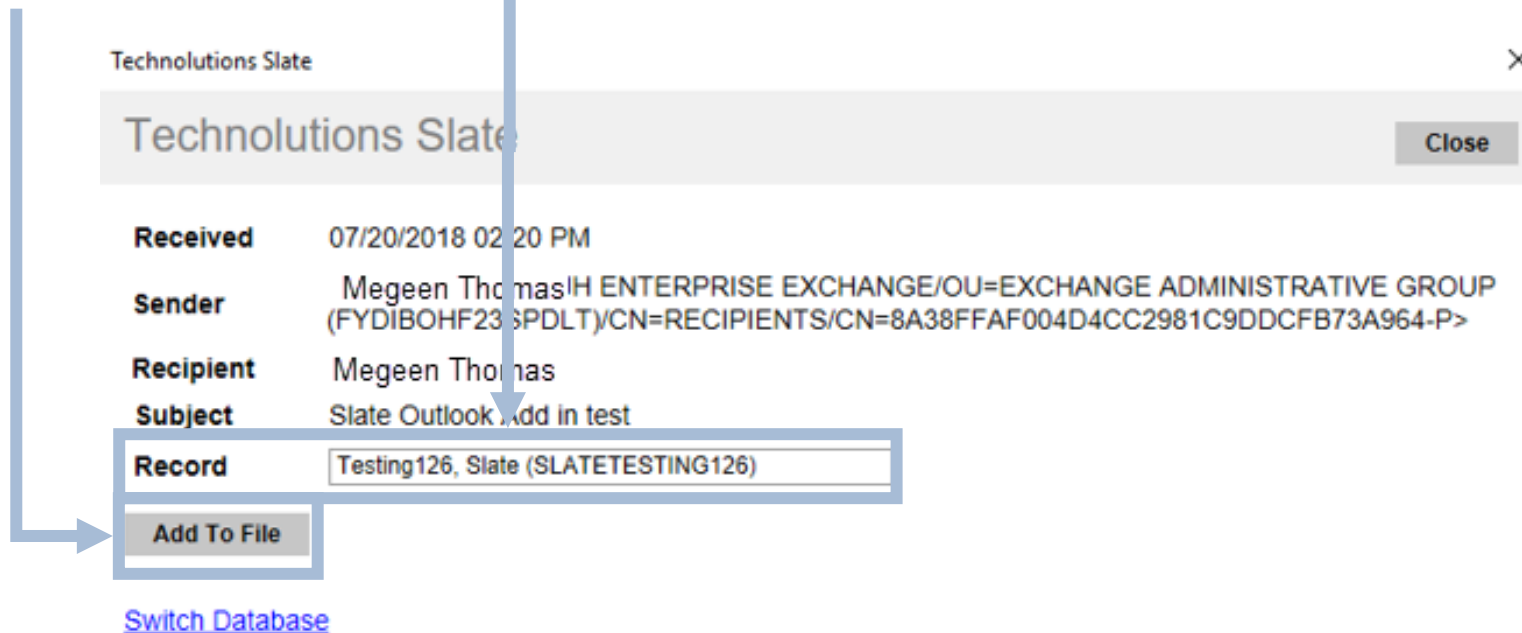 Technolutions Slate
Technolutions Slate
Close
Received 07/20/2018 02:20 PM
Sender Megeen Thomas H ENTERPRISE EXCHANGE/OU=EXCHANGE ADMINISTRATIVE GROUP
(FYDIBOHF23SPDLT)/CN=RECIPIENTS/CN=8A38FFAF004D4CC2981C9DDCFB73A964-P>
Recipient Megeen Thomas
Subject Slate Outlook Add in test
Record Testing126, Slate (SLATETESTING126)
Add To File
Switch Database